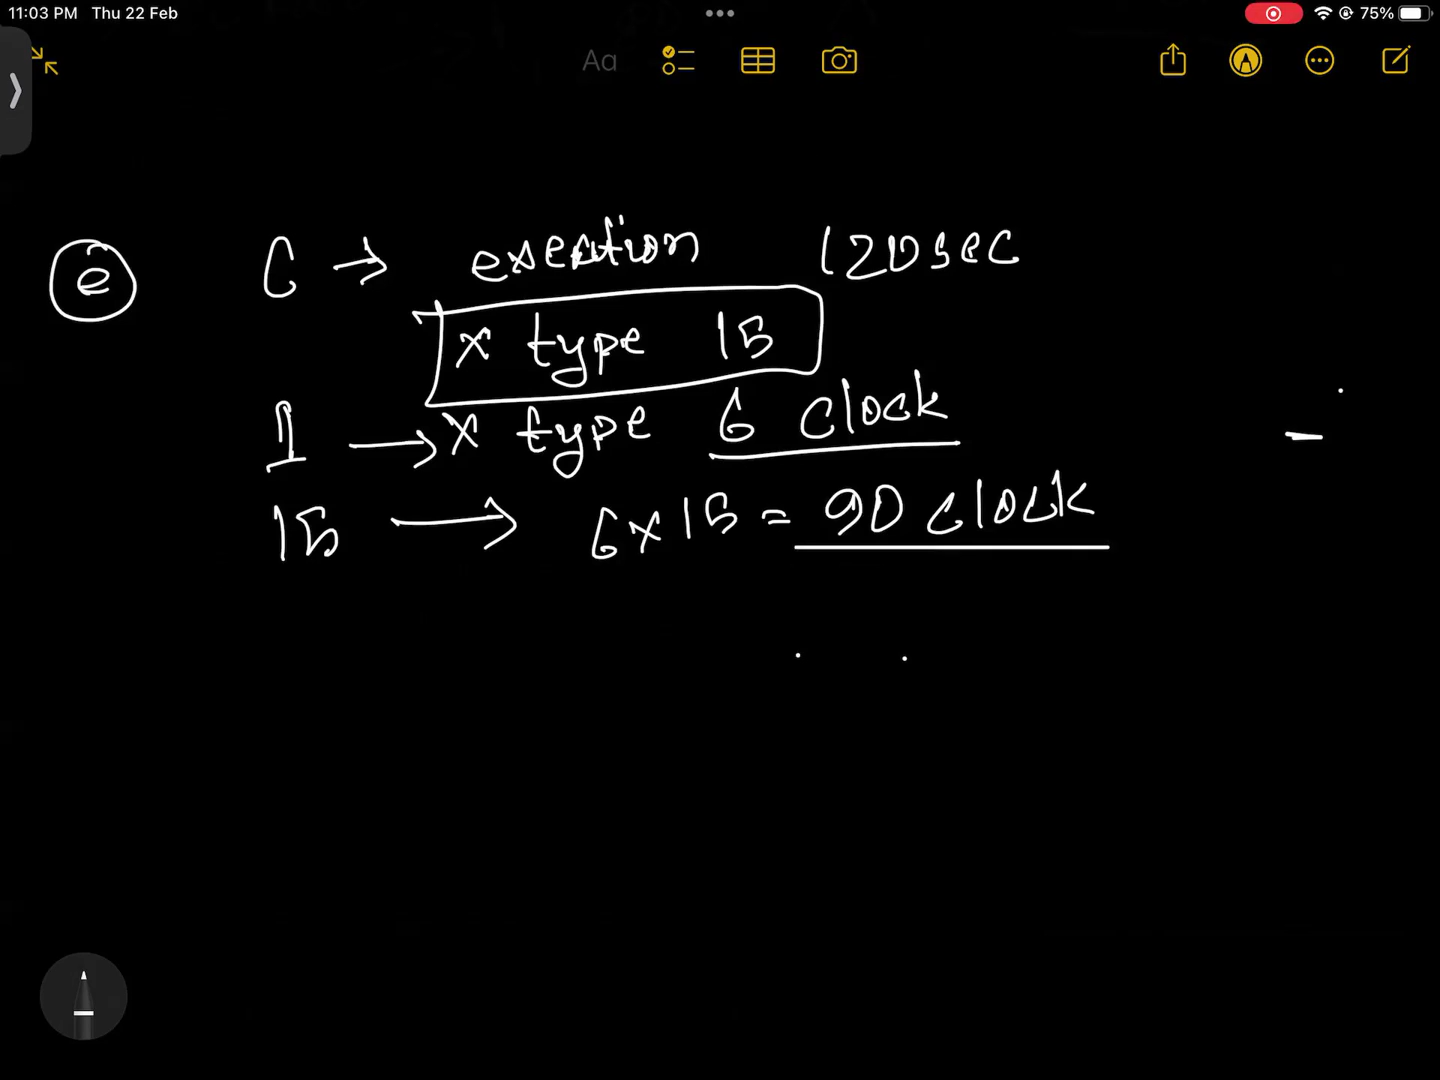 11:03 PM Thu 22 Feb
75%
Aa
e C → execution 120sec
x type 15
1 → x type 6 clock
15 → 6x15 = 90 clock